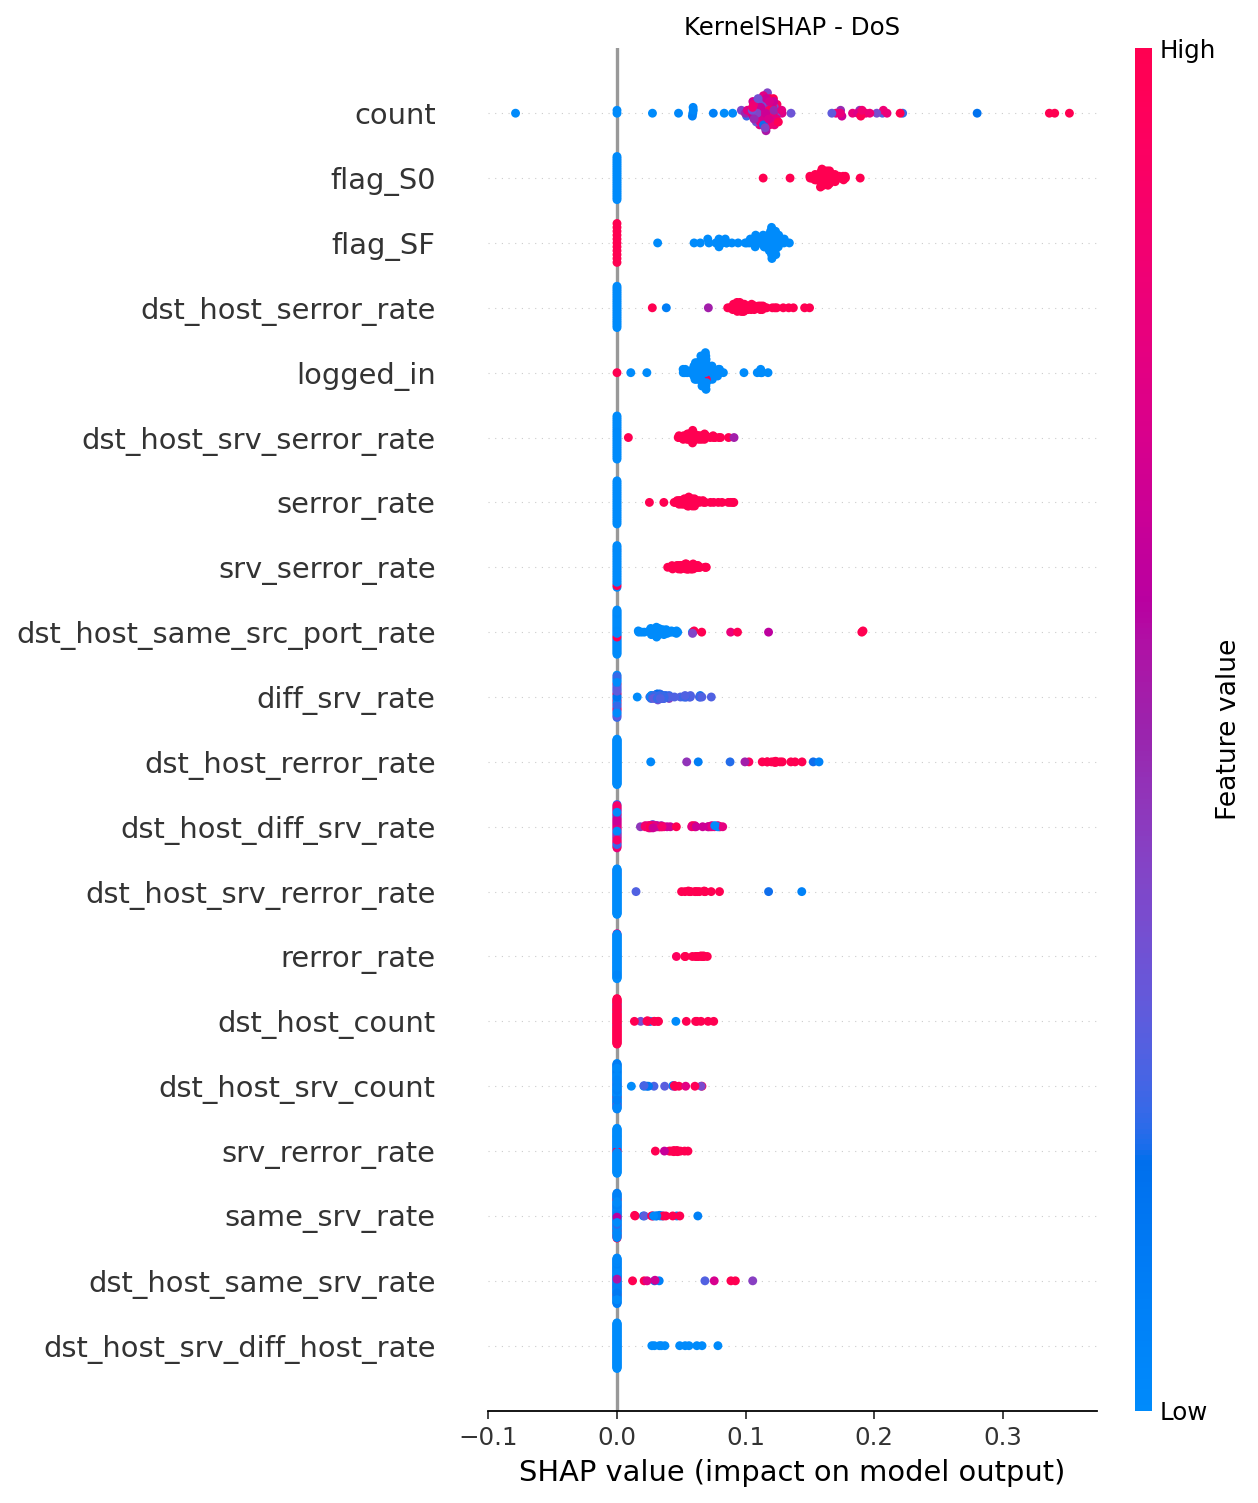 KernelSHAP - DoS
High
count
flag_S0
flag_SF
dst_host_serror_rate
logged_in
dst_host_srv_serror_rate
serror_rate
srv_serror_rate
dst_host_same_src_port_rate
diff_srv_rate
dst_host_rerror_rate
dst_host_diff_srv_rate
dst_host_srv_rerror_rate
rerror_rate
dst_host_count
dst_host_srv_count
srv_rerror_rate
same_srv_rate
dst_host_same_srv_rate
dst_host_srv_diff_host_rate
Feature value
Low
−0.1 0.0 0.1 0.2 0.3
SHAP value (impact on model output)